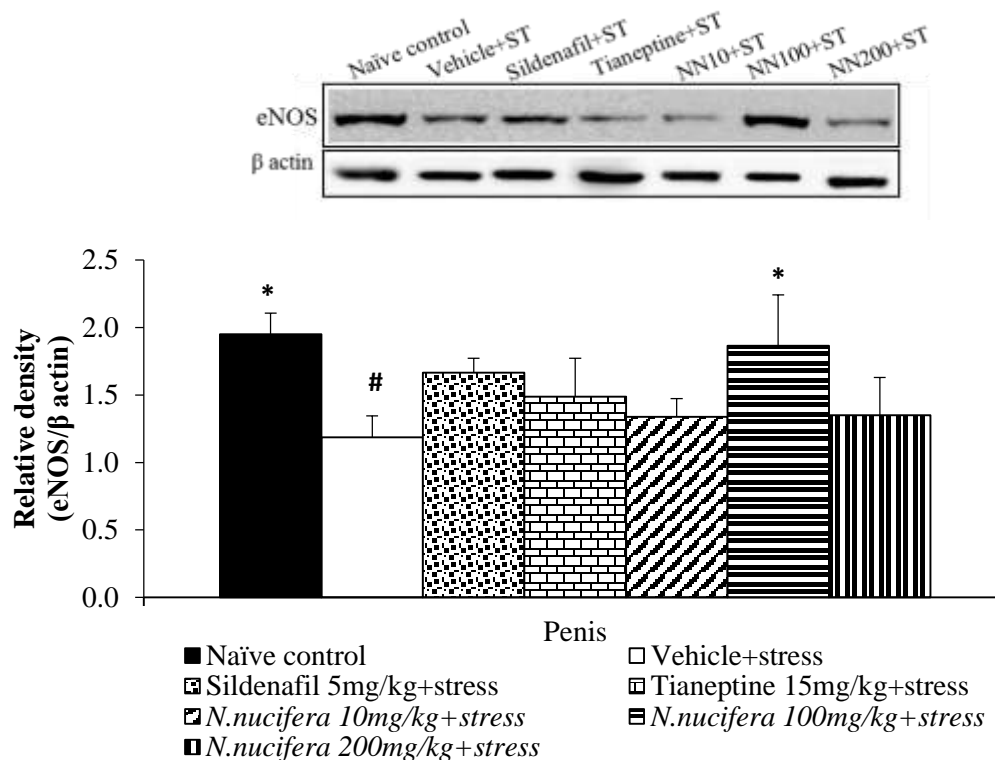 Naïve control
Vehicle+ST
Sildenafil+ST
Tianeptine+ST
NN10+ST
NN100+ST
NN200+ST
eNOS
β actin
Relative density
(eNOS/β actin)
2.5
2.0
1.5
1.0
0.5
0.0
*
#
*
Penis
Naïve control
Vehicle+stress
Sildenafil 5mg/kg+stress
Tianeptine 15mg/kg+stress
N.nucifera 10mg/kg+stress
N.nucifera 100mg/kg+stress
N.nucifera 200mg/kg+stress